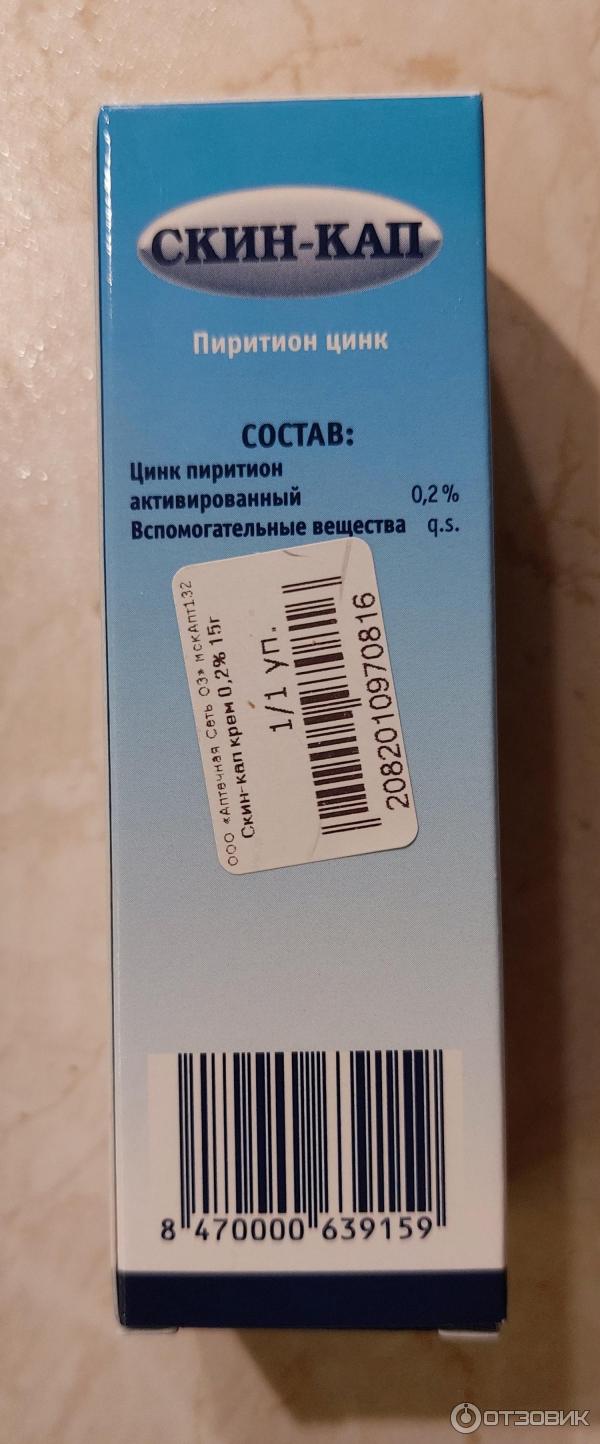 СКИН-КАП
Пиритион цинк
СОСТАВ:
Цинк пиритион
активированный 0,2%
Вспомогательные вещества q.s.
ООО «Аптечная Сеть О3» мскАпт132
Скин-кап крем 0,2% 15г
1/1 уп.
2082010970816
8 470000 639159
ОТЗОВИК